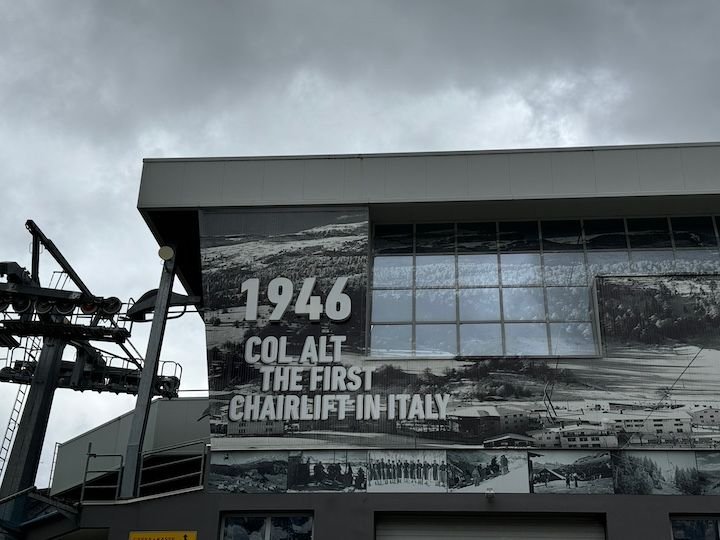 1946
COL ALT
THE FIRST
CHAIRLIFT IN ITALY